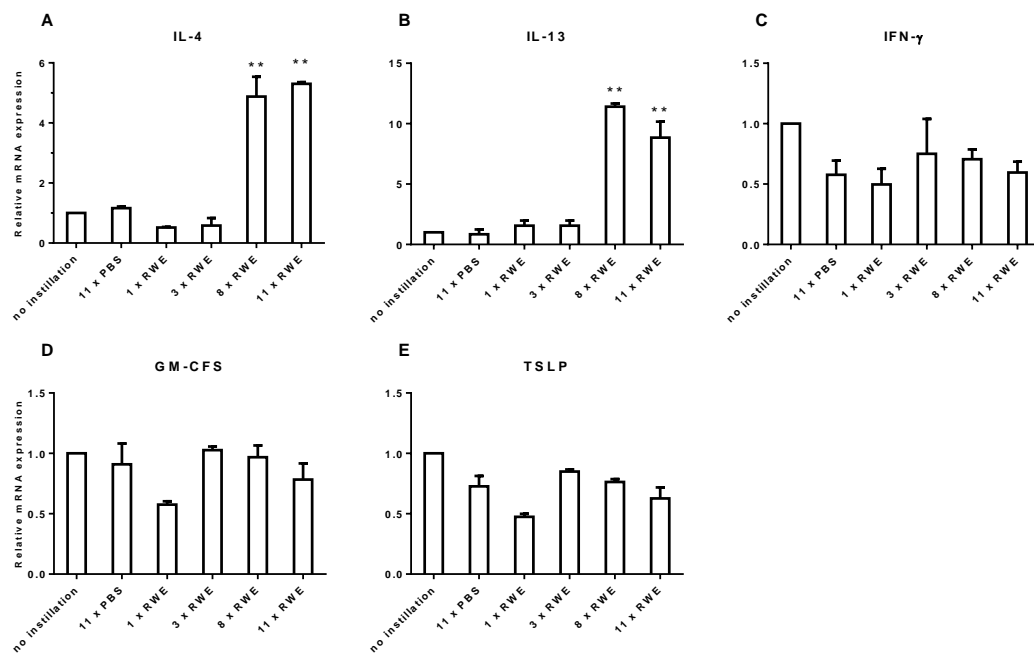 A
IL-4
Relative mRNA expression
6
4
2
0
**
**
no instillation
11 x PBS
1 x RWE
3 x RWE
8 x RWE
11 x RWE
B
IL-13
15
10
5
0
**
**
no instillation
11 x PBS
1 x RWE
3 x RWE
8 x RWE
11 x RWE
C
IFN-γ
1.5
1.0
0.5
0.0
no instillation
11 x PBS
1 x RWE
3 x RWE
8 x RWE
11 x RWE
D
GM-CFS
Relative mRNA expression
1.5
1.0
0.5
0.0
no instillation
11 x PBS
1 x RWE
3 x RWE
8 x RWE
11 x RWE
E
TSLP
1.5
1.0
0.5
0.0
no instillation
11 x PBS
1 x RWE
3 x RWE
8 x RWE
11 x RWE